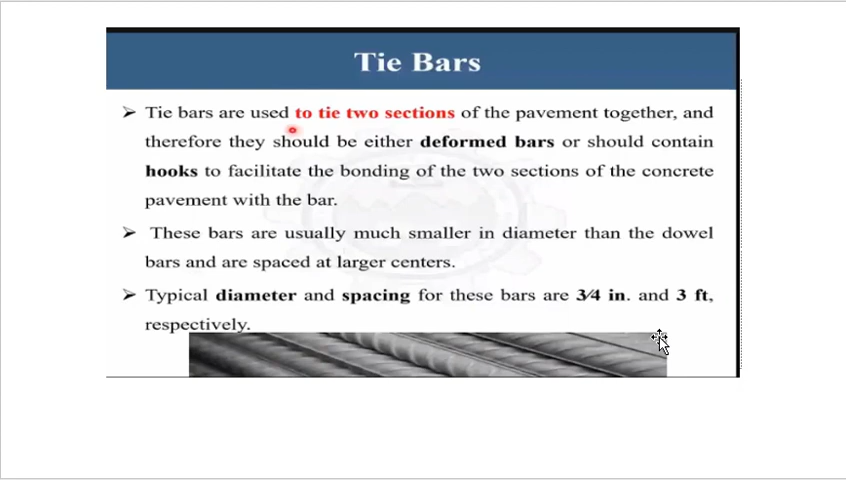 Tie Bars
➢ Tie bars are used to tie two sections of the pavement together, and
therefore they should be either deformed bars or should contain
hooks to facilitate the bonding of the two sections of the concrete
pavement with the bar.
➢ These bars are usually much smaller in diameter than the dowel
bars and are spaced at larger centers.
➢ Typical diameter and spacing for these bars are 3⁄4 in. and 3 ft,
respectively.